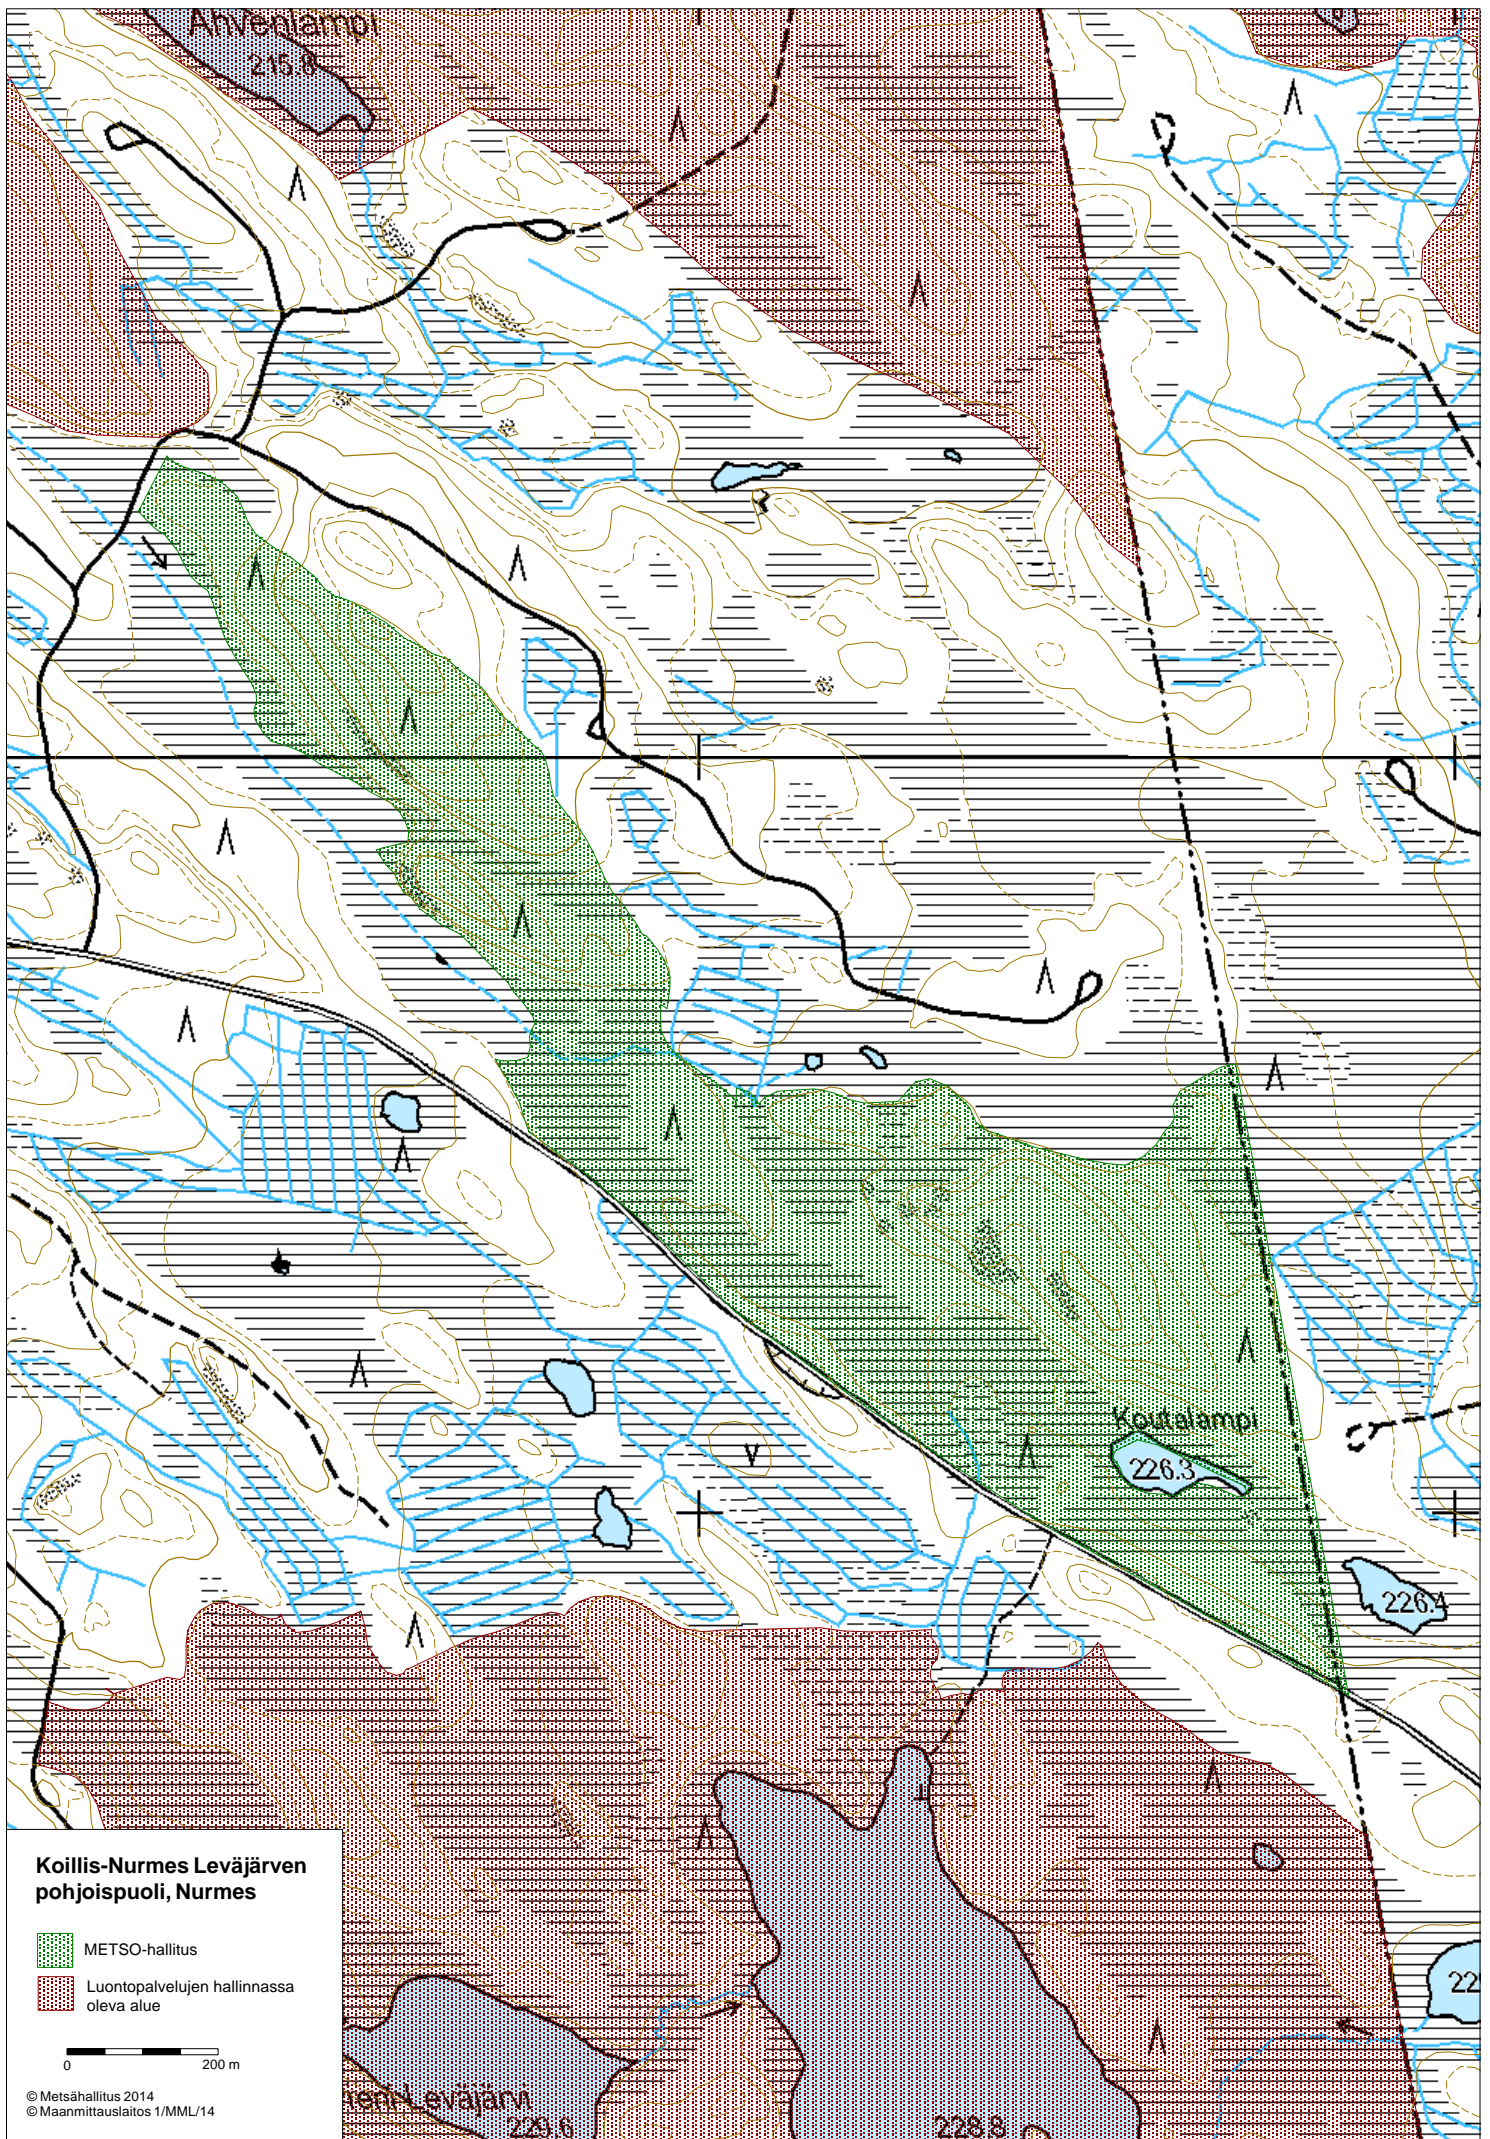 Ahvenlampi
215.8
Koutalampi
226.3
226.4
Koillis-Nurmes Leväjärven
pohjoispuoli, Nurmes
METSO-hallitus
Luontopalvelujen hallinnassa
oleva alue
0 200 m
© Metsähallitus 2014
© Maanmittauslaitos 1/MML/14
Leväjärvi
229.6
228.8